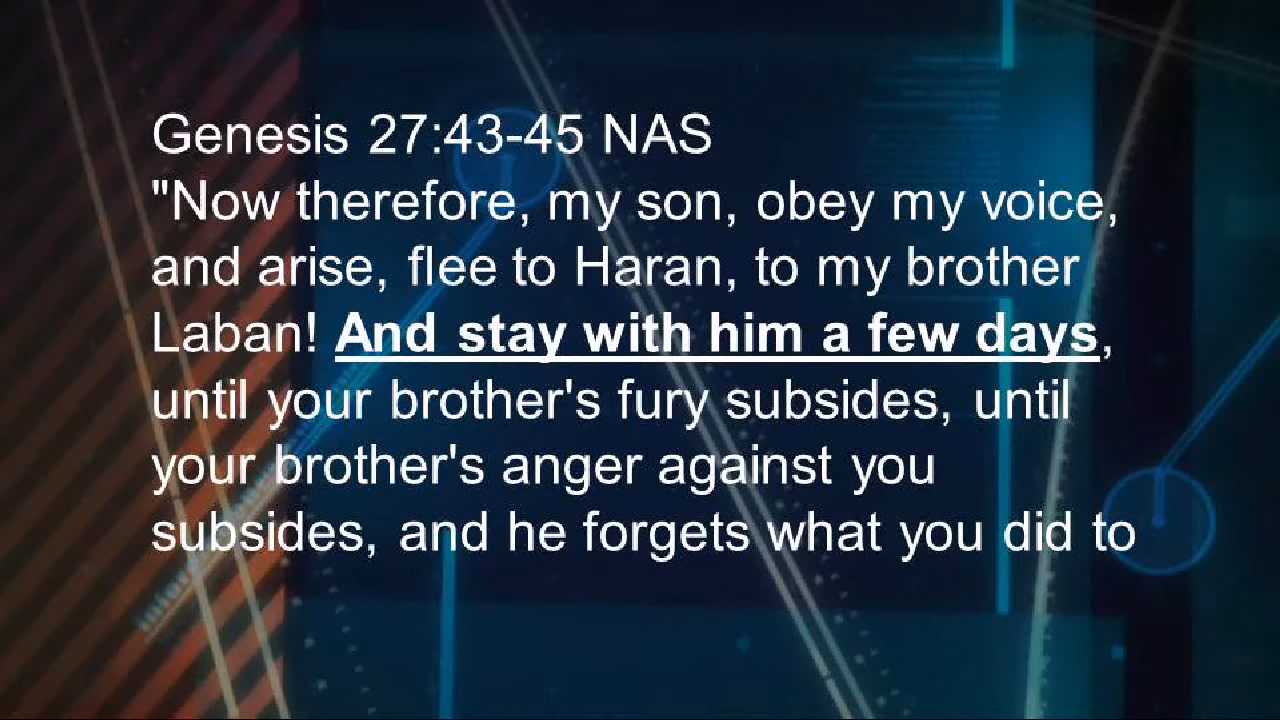 Genesis 27:43-45 NAS
"Now therefore, my son, obey my voice,
and arise, flee to Haran, to my brother
Laban! And stay with him a few days,
until your brother's fury subsides, until
your brother's anger against you
subsides, and he forgets what you did to